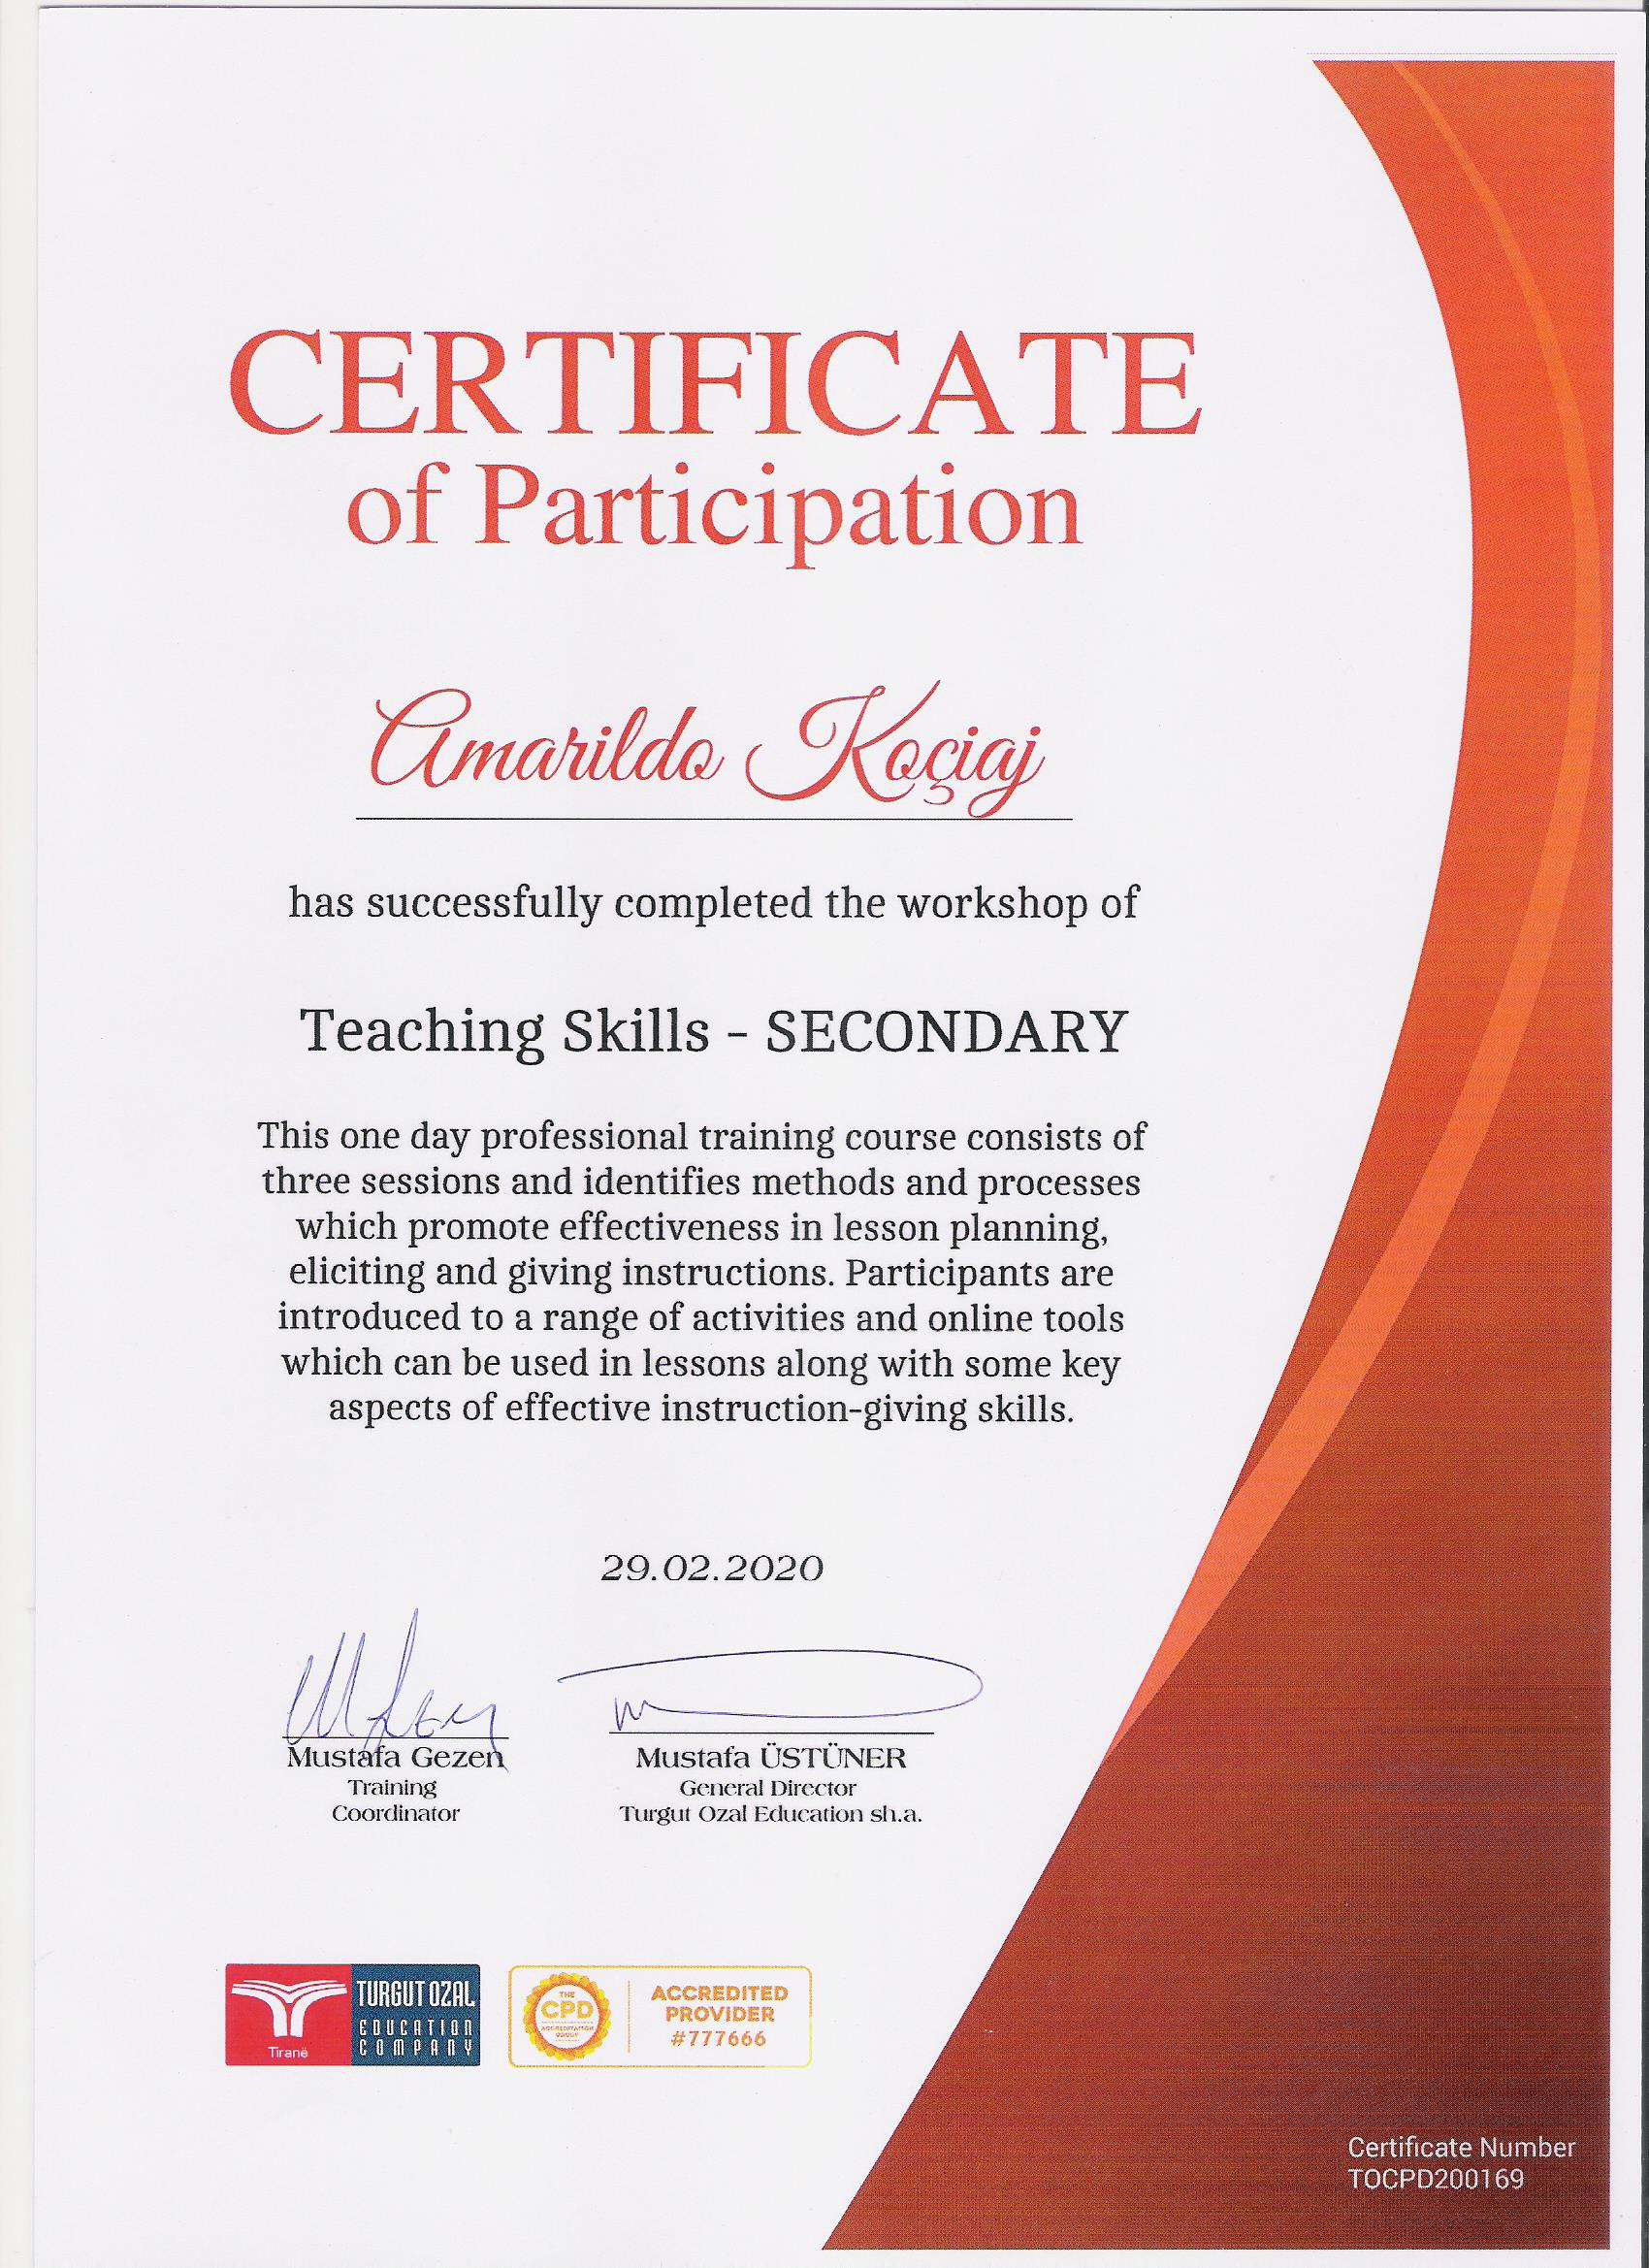 CERTIFICATE
of Participation
Amarildo Koçiaj
has successfully completed the workshop of
Teaching Skills - SECONDARY
This one day professional training course consists of
three sessions and identifies methods and processes
which promote effectiveness in lesson planning,
eliciting and giving instructions. Participants are
introduced to a range of activities and online tools
which can be used in lessons along with some key
aspects of effective instruction-giving skills.
29.02.2020
Mustafa Gezen
Training
Coordinator
Mustafa ÜSTÜNER
General Director
Turgut Ozal Education sh.a.
Tiranë
TURGUT OZAL
EDUCATION
COMPANY
THE
CPD
ACCREDITATION
GROUP
ACCREDITED
PROVIDER
#777666
Certificate Number
TOCPD200169